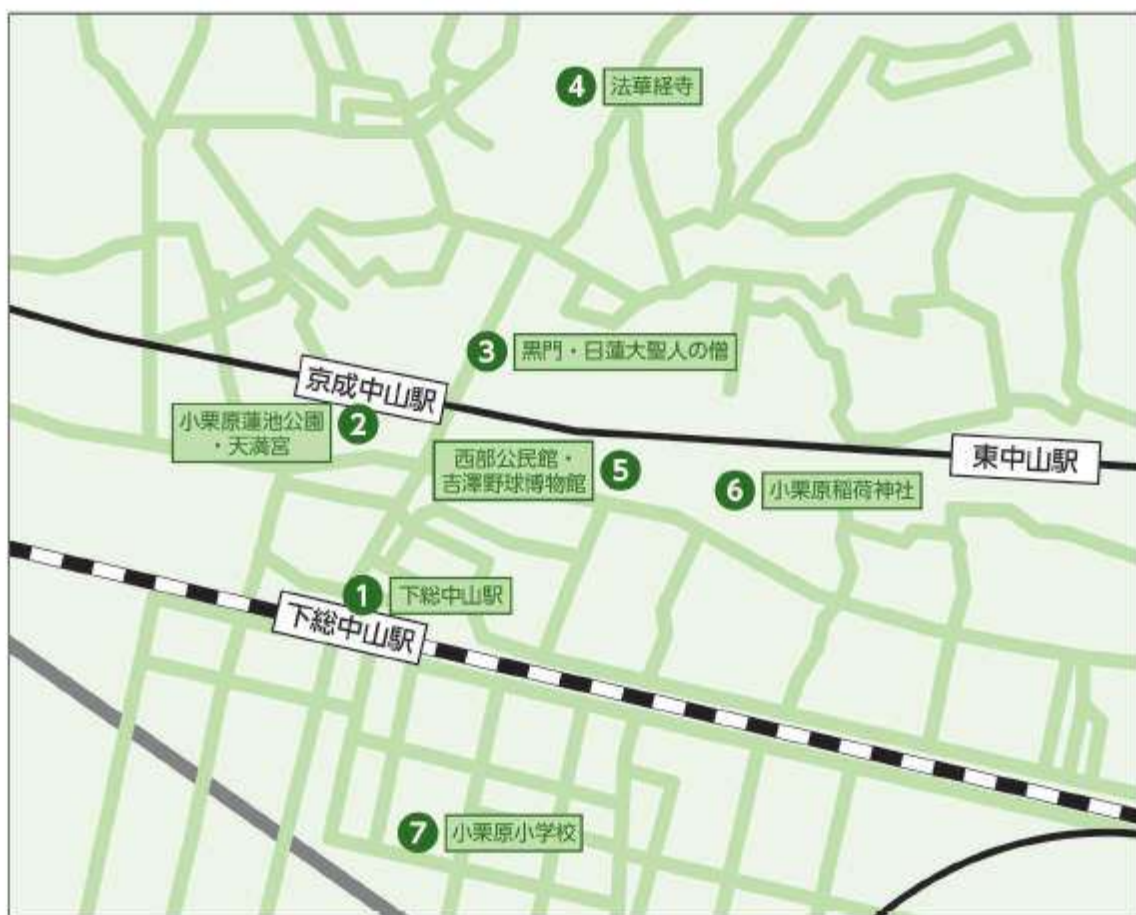 4 法華経寺
3 黒門・日蓮大聖人の僧
京成中山駅
小栗原蓮池公園
・天満宮
2
西部公民館・
吉澤野球博物館
5
東中山駅
6 小栗原稲荷神社
1 下総中山駅
下総中山駅
7 小栗原小学校